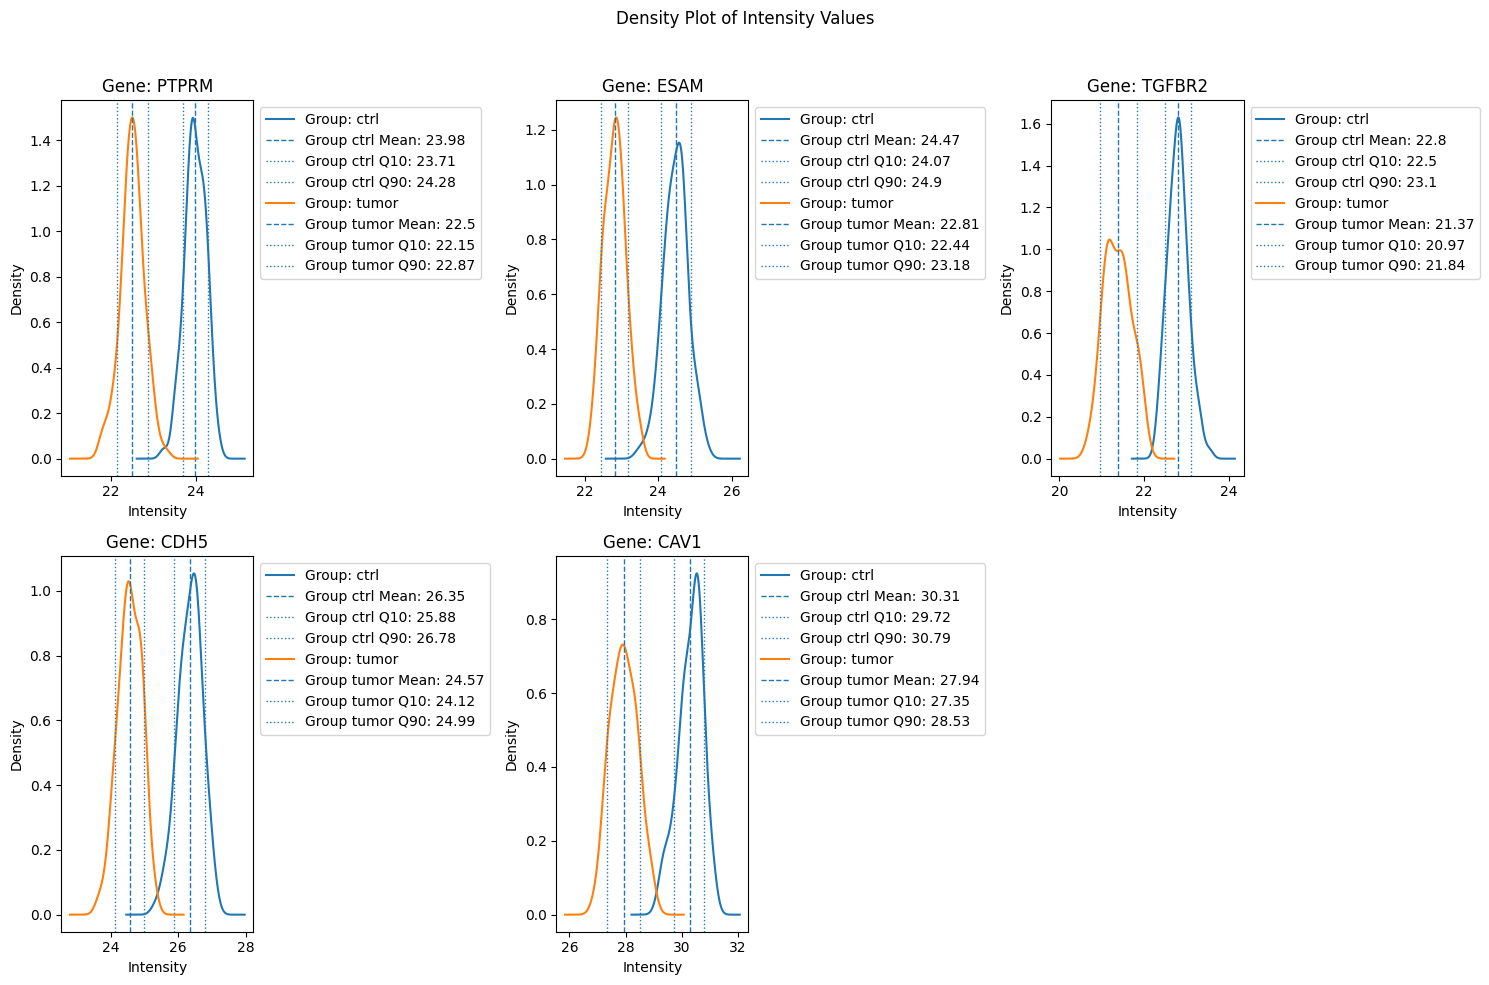 Density Plot of Intensity Values
Gene: PTPRM
Density
1.4
1.2
1.0
0.8
0.6
0.4
0.2
0.0
22 24
Intensity
Group: ctrl
Group ctrl Mean: 23.98
Group ctrl Q10: 23.71
Group ctrl Q90: 24.28
Group: tumor
Group tumor Mean: 22.5
Group tumor Q10: 22.15
Group tumor Q90: 22.87
Gene: ESAM
Density
1.2
1.0
0.8
0.6
0.4
0.2
0.0
22 24 26
Intensity
Group: ctrl
Group ctrl Mean: 24.47
Group ctrl Q10: 24.07
Group ctrl Q90: 24.9
Group: tumor
Group tumor Mean: 22.81
Group tumor Q10: 22.44
Group tumor Q90: 23.18
Gene: TGFBR2
Density
1.6
1.4
1.2
1.0
0.8
0.6
0.4
0.2
0.0
20 22 24
Intensity
Group: ctrl
Group ctrl Mean: 22.8
Group ctrl Q10: 22.5
Group ctrl Q90: 23.1
Group: tumor
Group tumor Mean: 21.37
Group tumor Q10: 20.97
Group tumor Q90: 21.84
Gene: CDH5
Density
1.0
0.8
0.6
0.4
0.2
0.0
24 26 28
Intensity
Group: ctrl
Group ctrl Mean: 26.35
Group ctrl Q10: 25.88
Group ctrl Q90: 26.78
Group: tumor
Group tumor Mean: 24.57
Group tumor Q10: 24.12
Group tumor Q90: 24.99
Gene: CAV1
Density
0.8
0.6
0.4
0.2
0.0
26 28 30 32
Intensity
Group: ctrl
Group ctrl Mean: 30.31
Group ctrl Q10: 29.72
Group ctrl Q90: 30.79
Group: tumor
Group tumor Mean: 27.94
Group tumor Q10: 27.35
Group tumor Q90: 28.53